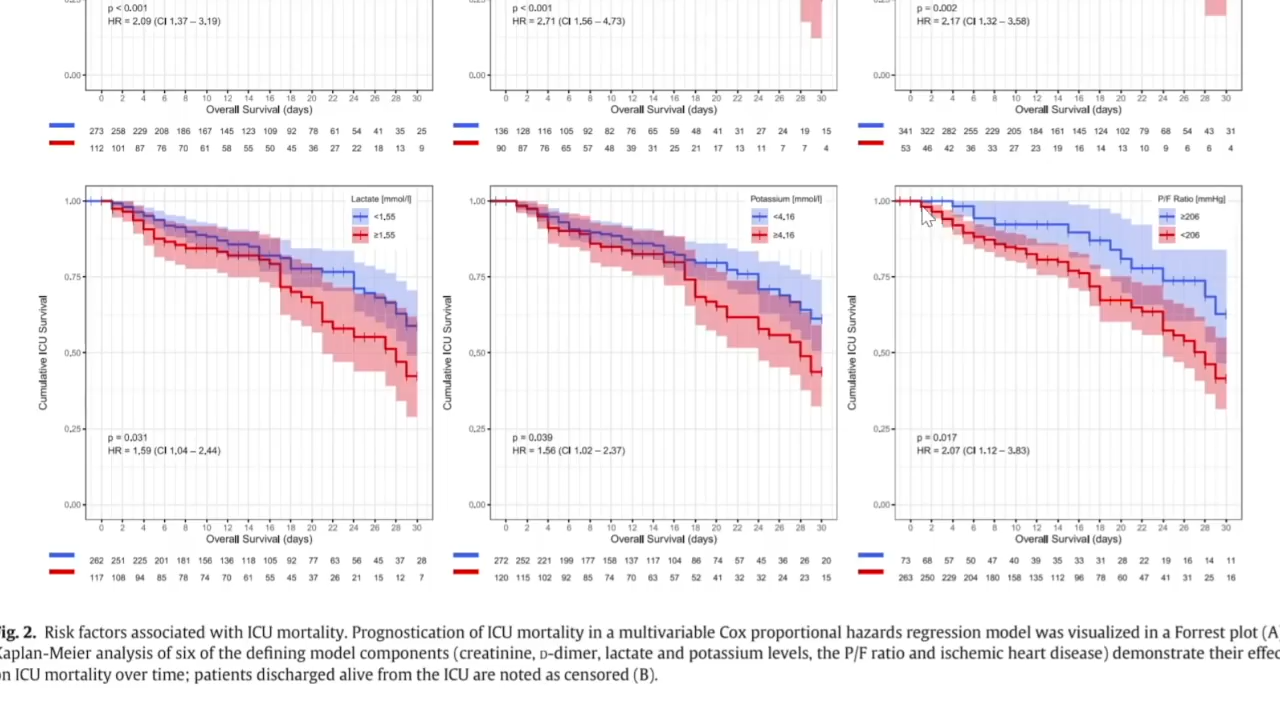 0.25 p < 0.001 p < 0.001 p = 0.002
HR = 2.09 (CI 1.37 – 3.19) HR = 2.71 (CI 1.56 – 4.73) HR = 2.17 (CI 1.32 – 3.58)
0.00 0.00 0.00
0 2 4 6 8 10 12 14 16 18 20 22 24 26 28 30 0 2 4 6 8 10 12 14 16 18 20 22 24 26 28 30 0 2 4 6 8 10 12 14 16 18 20 22 24 26 28 30
Overall Survival (days) Overall Survival (days) Overall Survival (days)
273 258 229 208 186 167 145 123 109 92 78 61 54 41 35 25 136 128 116 105 92 82 76 65 59 48 41 31 27 24 19 15 341 322 282 255 229 205 184 161 145 124 102 79 68 54 43 31
112 101 87 76 70 61 58 55 50 45 36 27 22 18 13 9 90 87 76 65 57 48 39 31 25 21 17 13 11 7 7 4 53 46 42 36 33 27 23 19 16 14 13 10 9 6 6 4
1.00 Lactate [mmol/l] 1.00 Potassium [mmol/l] 1.00 P/F Ratio [mmHg]
<1.55 <4.16 ≥206
≥1.55 ≥4.16 <206
0.75 0.75 0.75
Cumulative ICU Survival Cumulative ICU Survival Cumulative ICU Survival
0.50 0.50 0.50
0.25 0.25 0.25
p = 0.031 p = 0.039 p = 0.017
HR = 1.59 (CI 1.04 – 2.44) HR = 1.56 (CI 1.02 – 2.37) HR = 2.07 (CI 1.12 – 3.83)
0.00 0.00 0.00
0 2 4 6 8 10 12 14 16 18 20 22 24 26 28 30 0 2 4 6 8 10 12 14 16 18 20 22 24 26 28 30 0 2 4 6 8 10 12 14 16 18 20 22 24 26 28 30
Overall Survival (days) Overall Survival (days) Overall Survival (days)
262 251 225 201 181 156 136 118 105 92 77 63 56 45 37 28 272 252 221 199 177 158 137 117 104 86 74 57 45 36 26 20 73 68 57 50 47 40 39 35 33 31 28 22 19 16 14 11
117 108 94 85 78 74 70 61 55 45 37 26 21 15 12 7 120 115 102 92 85 74 70 63 57 52 41 32 32 24 23 15 263 250 229 204 180 158 135 112 96 78 60 47 41 31 25 16
Fig. 2. Risk factors associated with ICU mortality. Prognostication of ICU mortality in a multivariable Cox proportional hazards regression model was visualized in a Forrest plot (A)
Kaplan-Meier analysis of six of the defining model components (creatinine, D-dimer, lactate and potassium levels, the P/F ratio and ischemic heart disease) demonstrate their effec
on ICU mortality over time; patients discharged alive from the ICU are noted as censored (B).